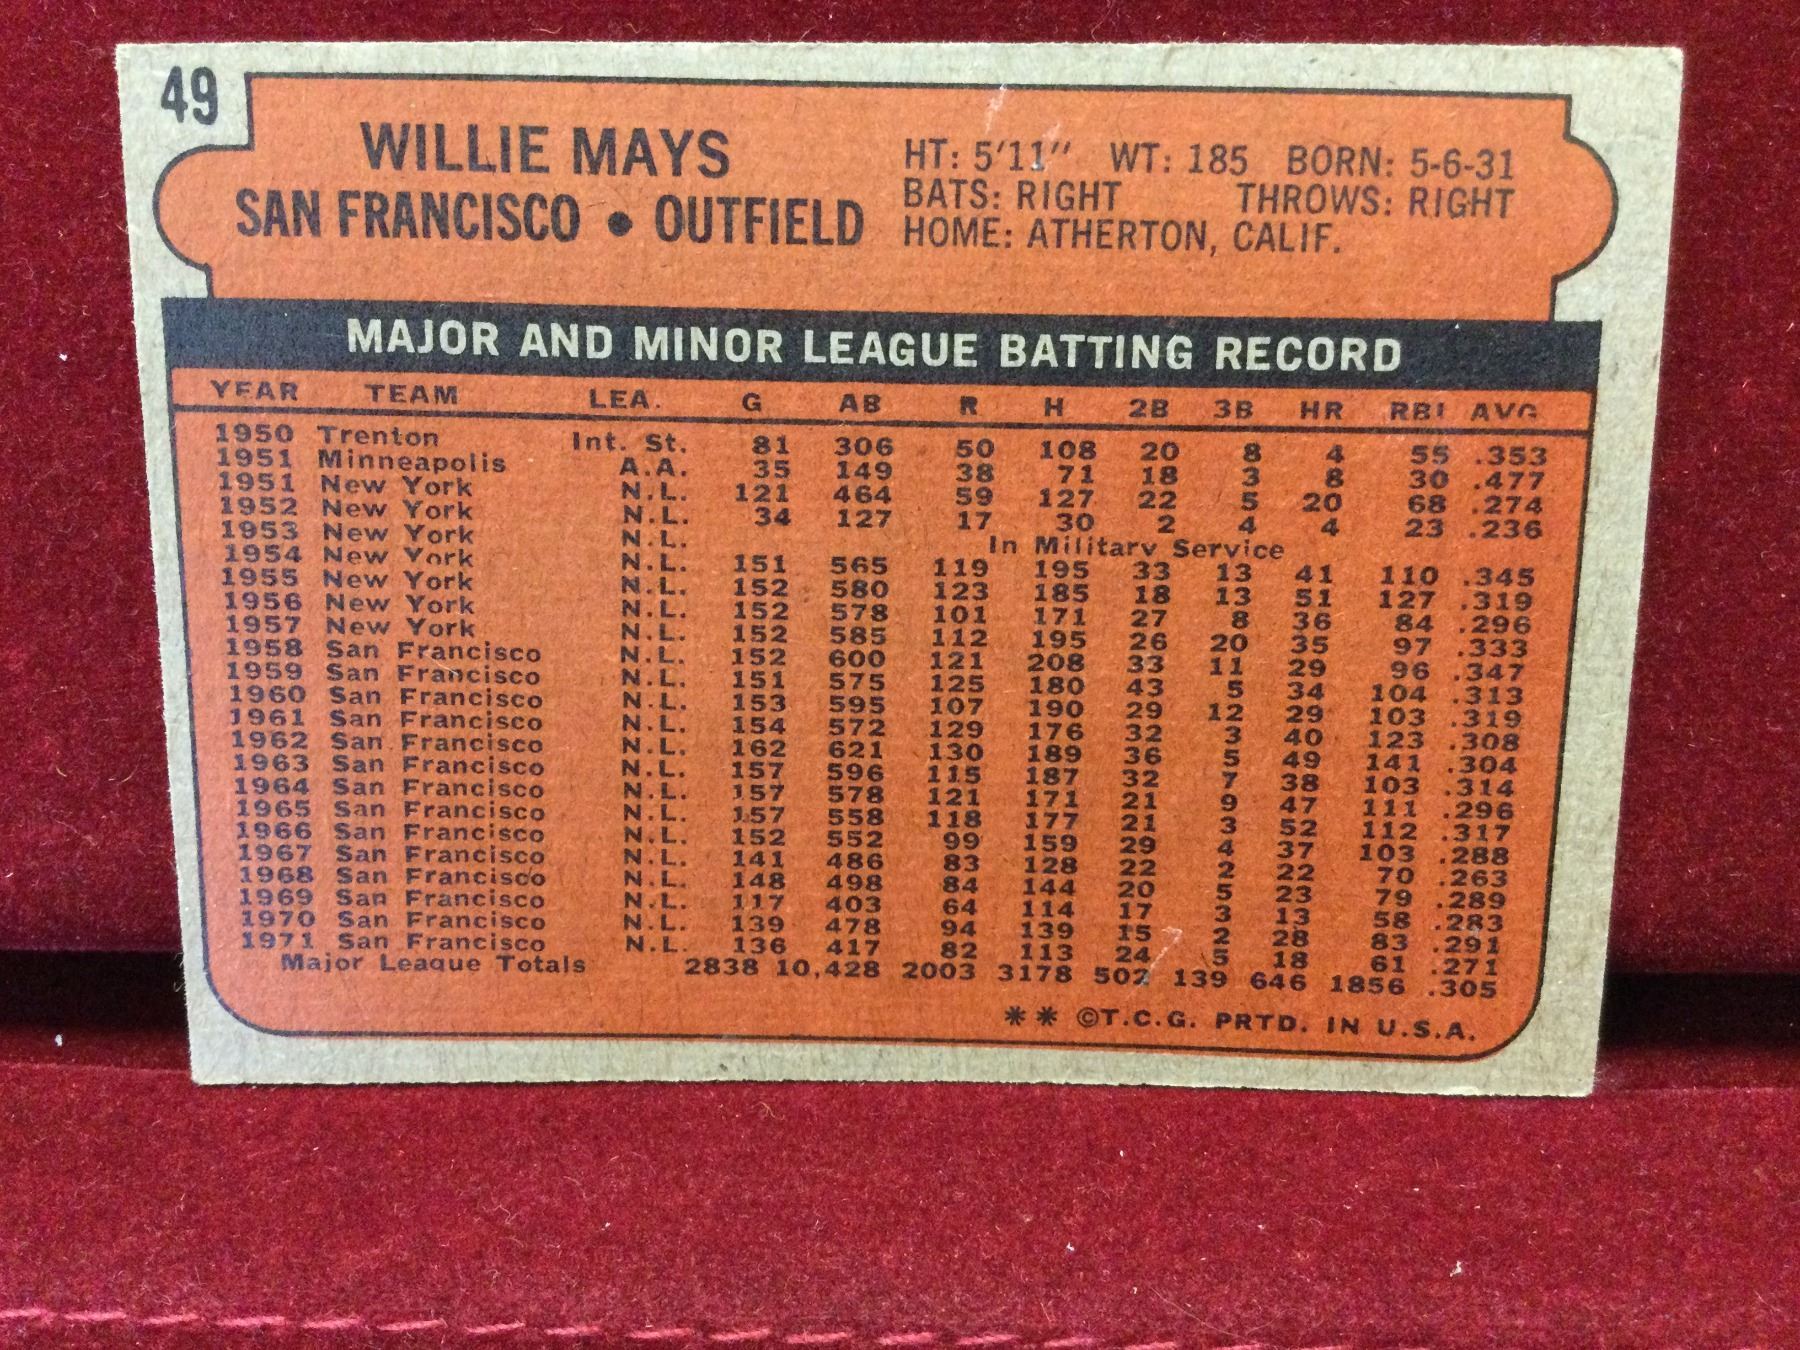 49
WILLIE MAYS
SAN FRANCISCO • OUTFIELD
HT: 5'11" WT: 185 BORN: 5-6-31
BATS: RIGHT THROWS: RIGHT
HOME: ATHERTON, CALIF.
MAJOR AND MINOR LEAGUE BATTING RECORD
YEAR TEAM LEA. G AB R H 2B 3B HR RBI AVG
1950 Trenton Int. St. 81 306 50 108 20 8 4 55 .353
1951 Minneapolis A.A. 35 149 38 71 18 3 8 30 .477
1951 New York N.L. 121 464 59 127 22 5 20 68 .274
1952 New York N.L. 34 127 17 30 2 4 4 23 .236
1953 New York N.L. In Military Service
1954 New York N.L. 151 565 119 195 33 13 41 110 .345
1955 New York N.L. 152 580 123 185 18 13 51 127 .319
1956 New York N.L. 152 578 101 171 27 8 36 84 .296
1957 New York N.L. 152 585 112 195 26 20 35 97 .333
1958 San Francisco N.L. 152 600 121 208 33 11 29 96 .347
1959 San Francisco N.L. 151 575 125 180 43 5 34 104 .313
1960 San Francisco N.L. 153 595 107 190 29 12 29 103 .319
1961 San Francisco N.L. 154 572 129 176 32 3 40 123 .308
1962 San Francisco N.L. 162 621 130 189 36 5 49 141 .304
1963 San Francisco N.L. 157 596 115 187 32 7 38 103 .314
1964 San Francisco N.L. 157 578 121 171 21 9 47 111 .296
1965 San Francisco N.L. 157 558 118 177 21 3 52 112 .317
1966 San Francisco N.L. 152 552 99 159 29 4 37 103 .288
1967 San Francisco N.L. 141 486 83 128 22 2 22 70 .263
1968 San Francisco N.L. 148 498 84 144 20 5 23 79 .289
1969 San Francisco N.L. 117 403 64 114 17 3 13 58 .283
1970 San Francisco N.L. 139 478 94 139 15 2 28 83 .291
1971 San Francisco N.L. 136 417 82 113 24 5 18 61 .271
Major League Totals 2838 10,428 2003 3178 502 139 646 1856 .305
** ©T.C.G. PRTD. IN U.S.A.